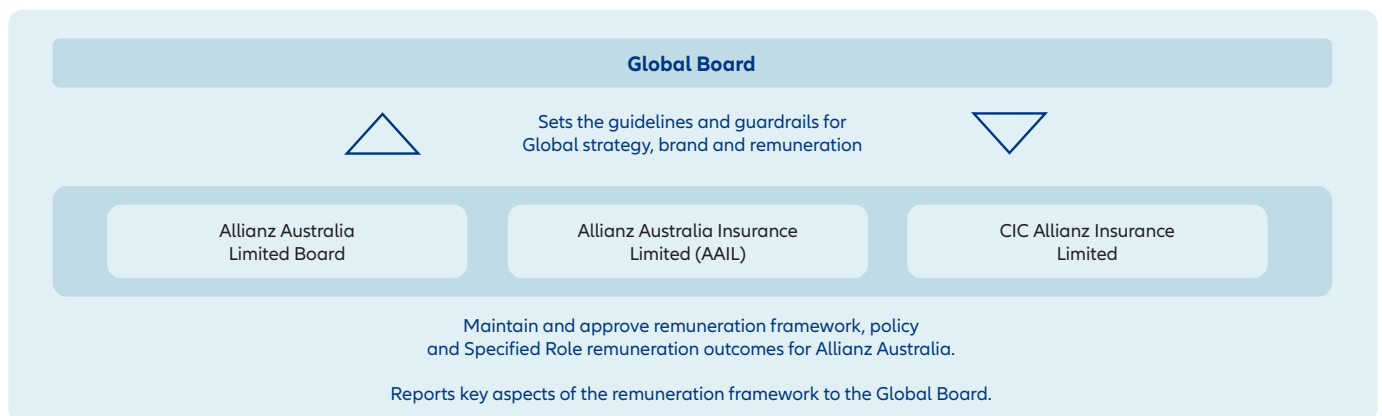 Global Board
Sets the guidelines and guardrails for
Global strategy, brand and remuneration
Allianz Australia
Limited Board
Allianz Australia Insurance
Limited (AAIL)
CIC Allianz Insurance
Limited
Maintain and approve remuneration framework, policy
and Specified Role remuneration outcomes for Allianz Australia.
Reports key aspects of the remuneration framework to the Global Board.